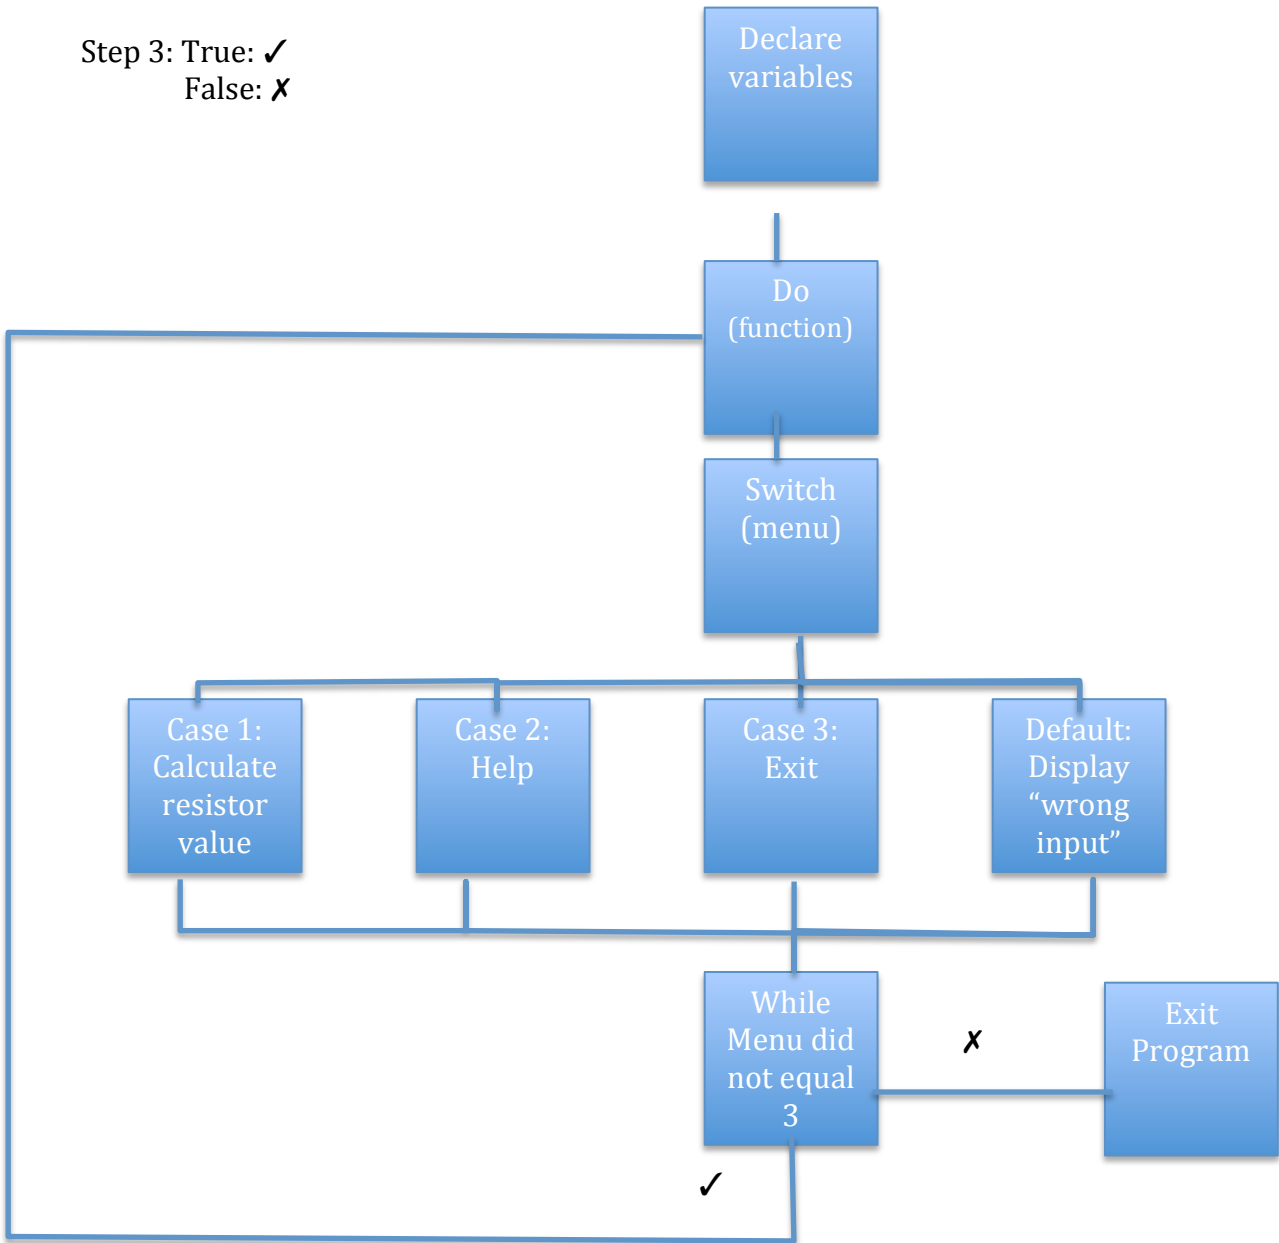 Step 3: True: ✓
False: ✗
Declare
variables
Do
(function)
Switch
(menu)
Case 1:
Calculate
resistor
value
Case 2:
Help
Case 3:
Exit
Default:
Display
“wrong
input”
While
Menu did
not equal
3
✗
Exit
Program
✓